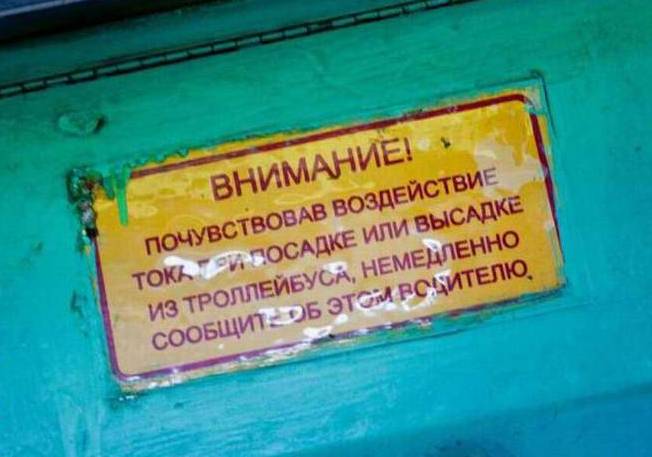 ВНИМАНИЕ!
ПОЧУВСТВОВАВ ВОЗДЕЙСТВИЕ
ТОКА ПРИ ПОСАДКЕ ИЛИ ВЫСАДКЕ
ИЗ ТРОЛЛЕЙБУСА, НЕМЕДЛЕННО
СООБЩИТЕ ОБ ЭТОМ ВОДИТЕЛЮ.